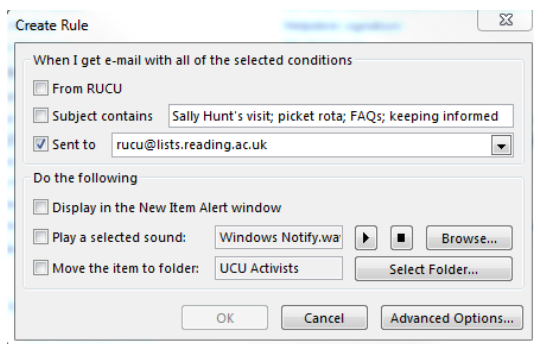 Create Rule
When I get e-mail with all of the selected conditions
From RUCU
Subject contains Sally Hunt's visit; picket rota; FAQs; keeping informed
Sent to rucu@lists.reading.ac.uk
Do the following
Display in the New Item Alert window
Play a selected sound: Windows Notify.wa Browse...
Move the item to folder: UCU Activists Select Folder...
OK Cancel Advanced Options...